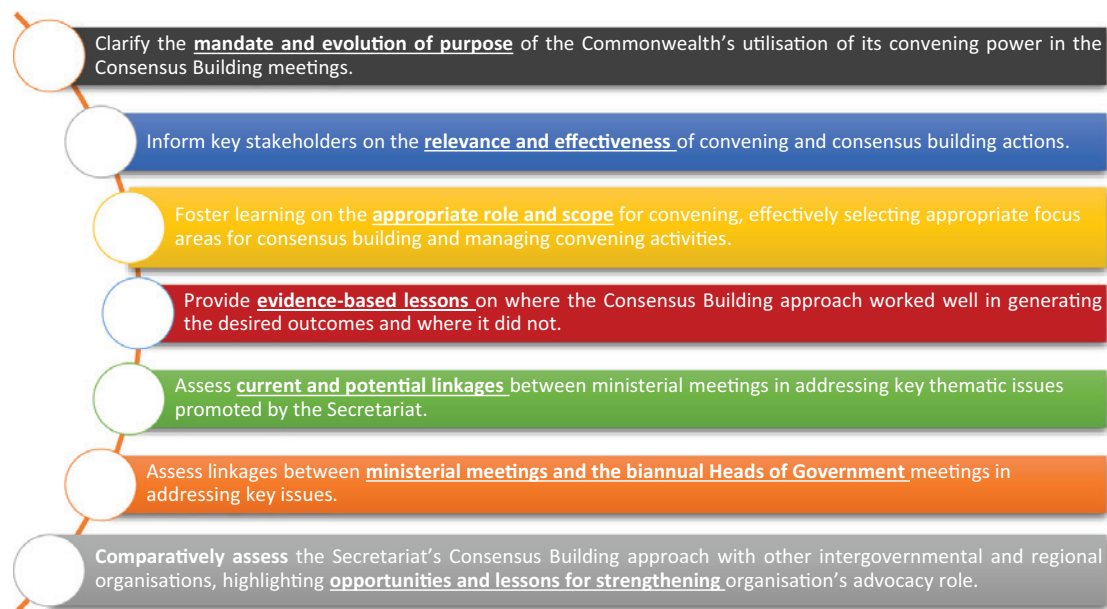 Clarify the mandate and evolution of purpose of the Commonwealth’s utilisation of its convening power in the
Consensus Building meetings.
Inform key stakeholders on the relevance and effectiveness of convening and consensus building actions.
Foster learning on the appropriate role and scope for convening, effectively selecting appropriate focus
areas for consensus building and managing convening activities.
Provide evidence-based lessons on where the Consensus Building approach worked well in generating
the desired outcomes and where it did not.
Assess current and potential linkages between ministerial meetings in addressing key thematic issues
promoted by the Secretariat.
Assess linkages between ministerial meetings and the biannual Heads of Government meetings in
addressing key issues.
Comparatively assess the Secretariat’s Consensus Building approach with other intergovernmental and regional
organisations, highlighting opportunities and lessons for strengthening organisation’s advocacy role.